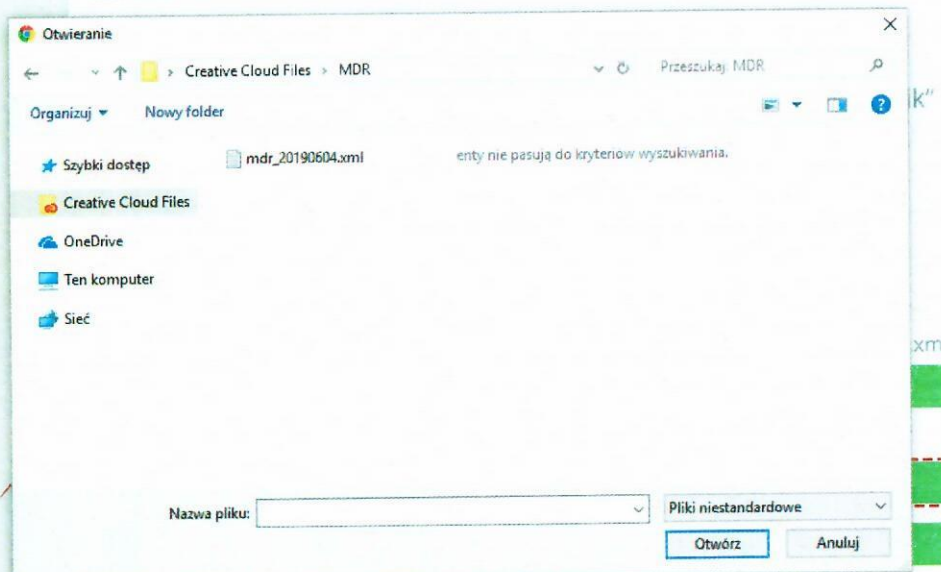 Otwieranie
Creative Cloud Files > MDR
Przeszukaj: MDR
Organizuj
Nowy folder
ik"
Szybki dostęp
mdr_20190604.xml
enty nie pasują do kryteriow wyszukiwania.
Creative Cloud Files
OneDrive
Ten komputer
Sieć
xm
Nazwa pliku:
Pliki niestandardowe
Otwórz
Anuluj